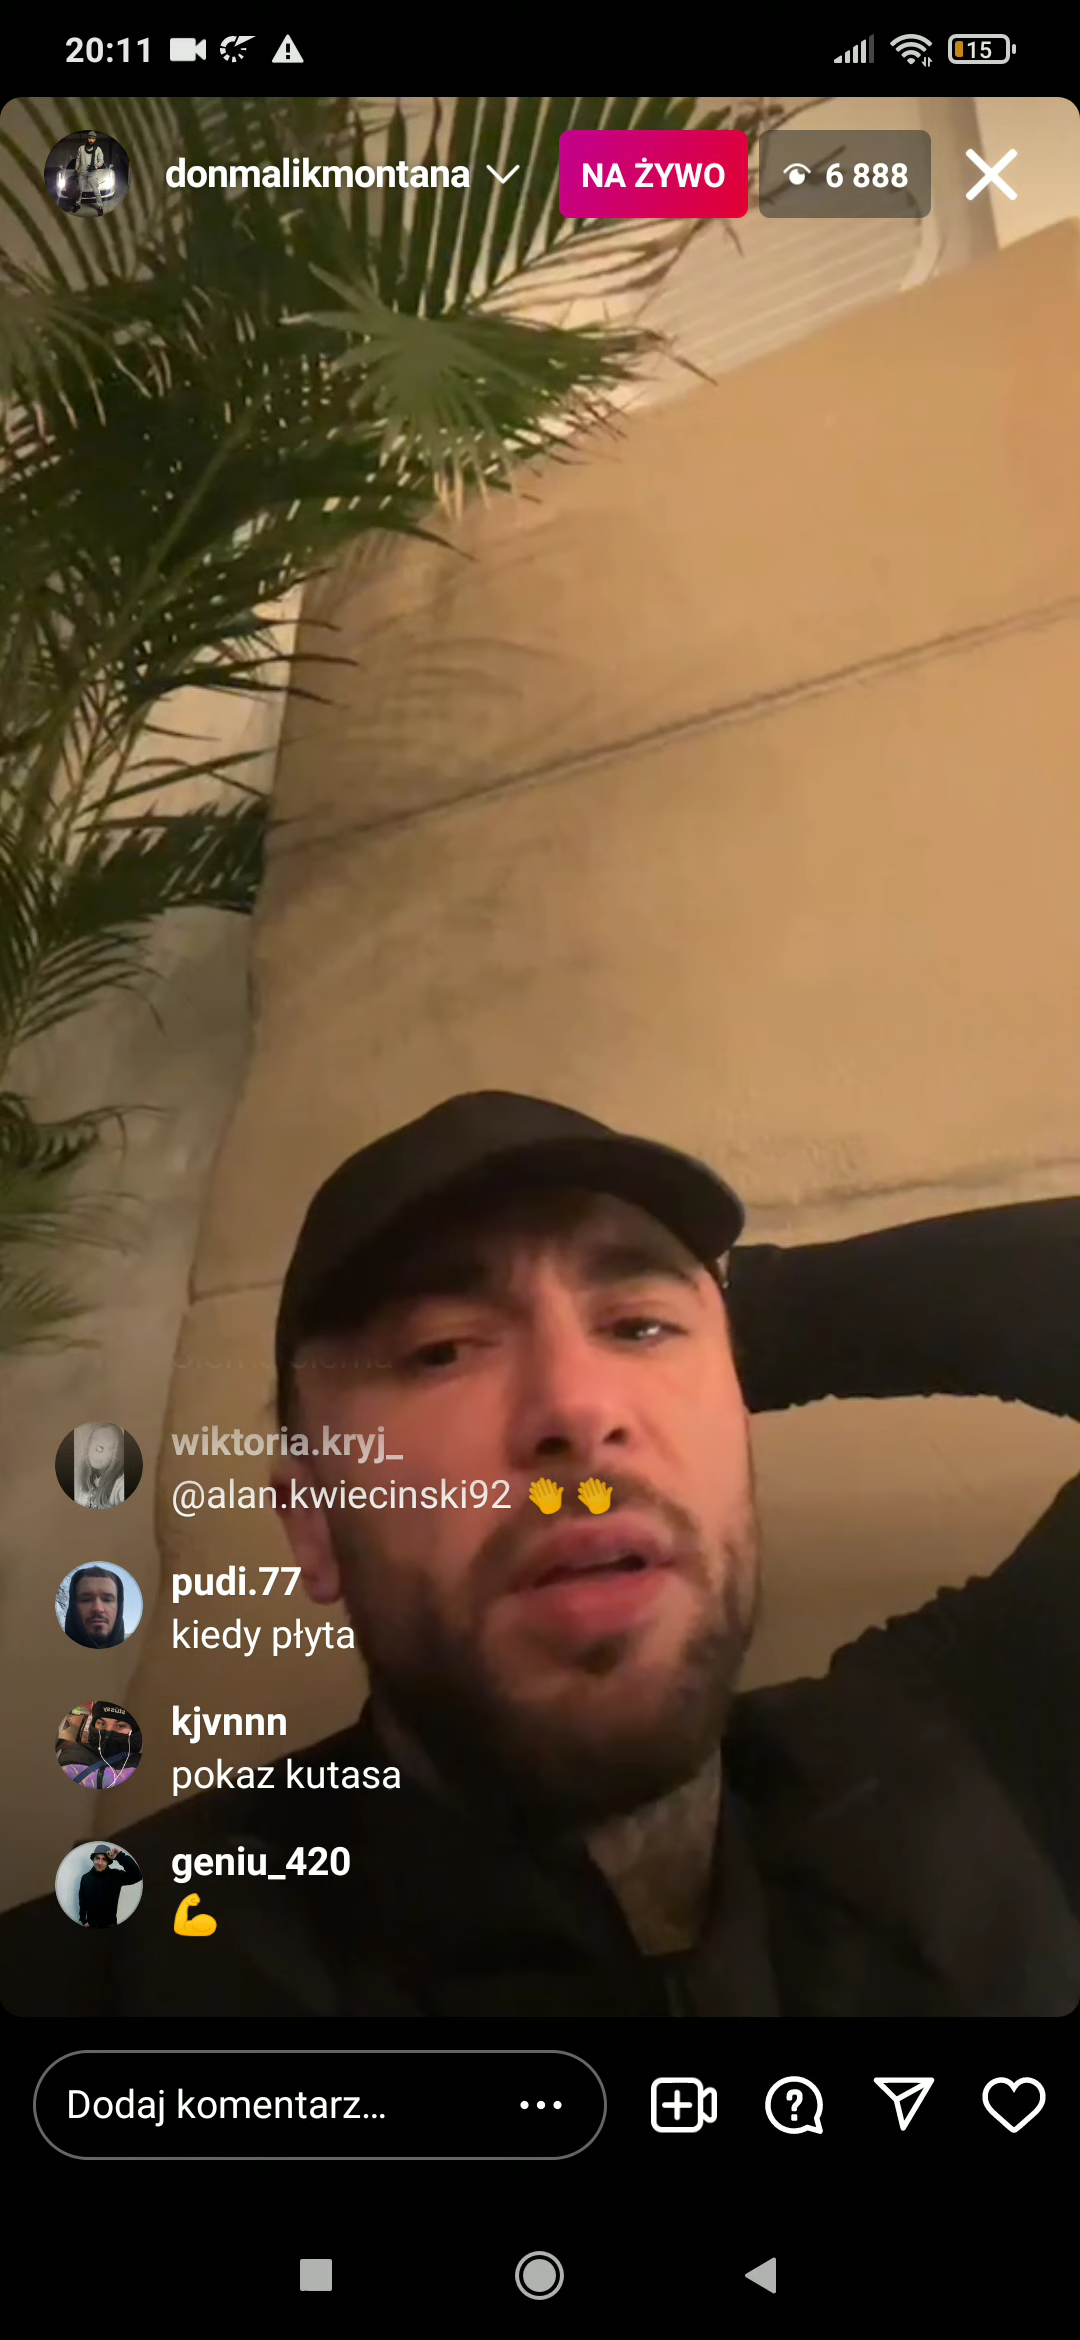 20:11
15
donmalikmontana
NA ŻYWO
6 888
wiktoria.kryj_
@alan.kwiecinski92 👏👏
pudi.77
kiedy płyta
kjvnnn
pokaz kutasa
geniu_420
💪
Dodaj komentarz...